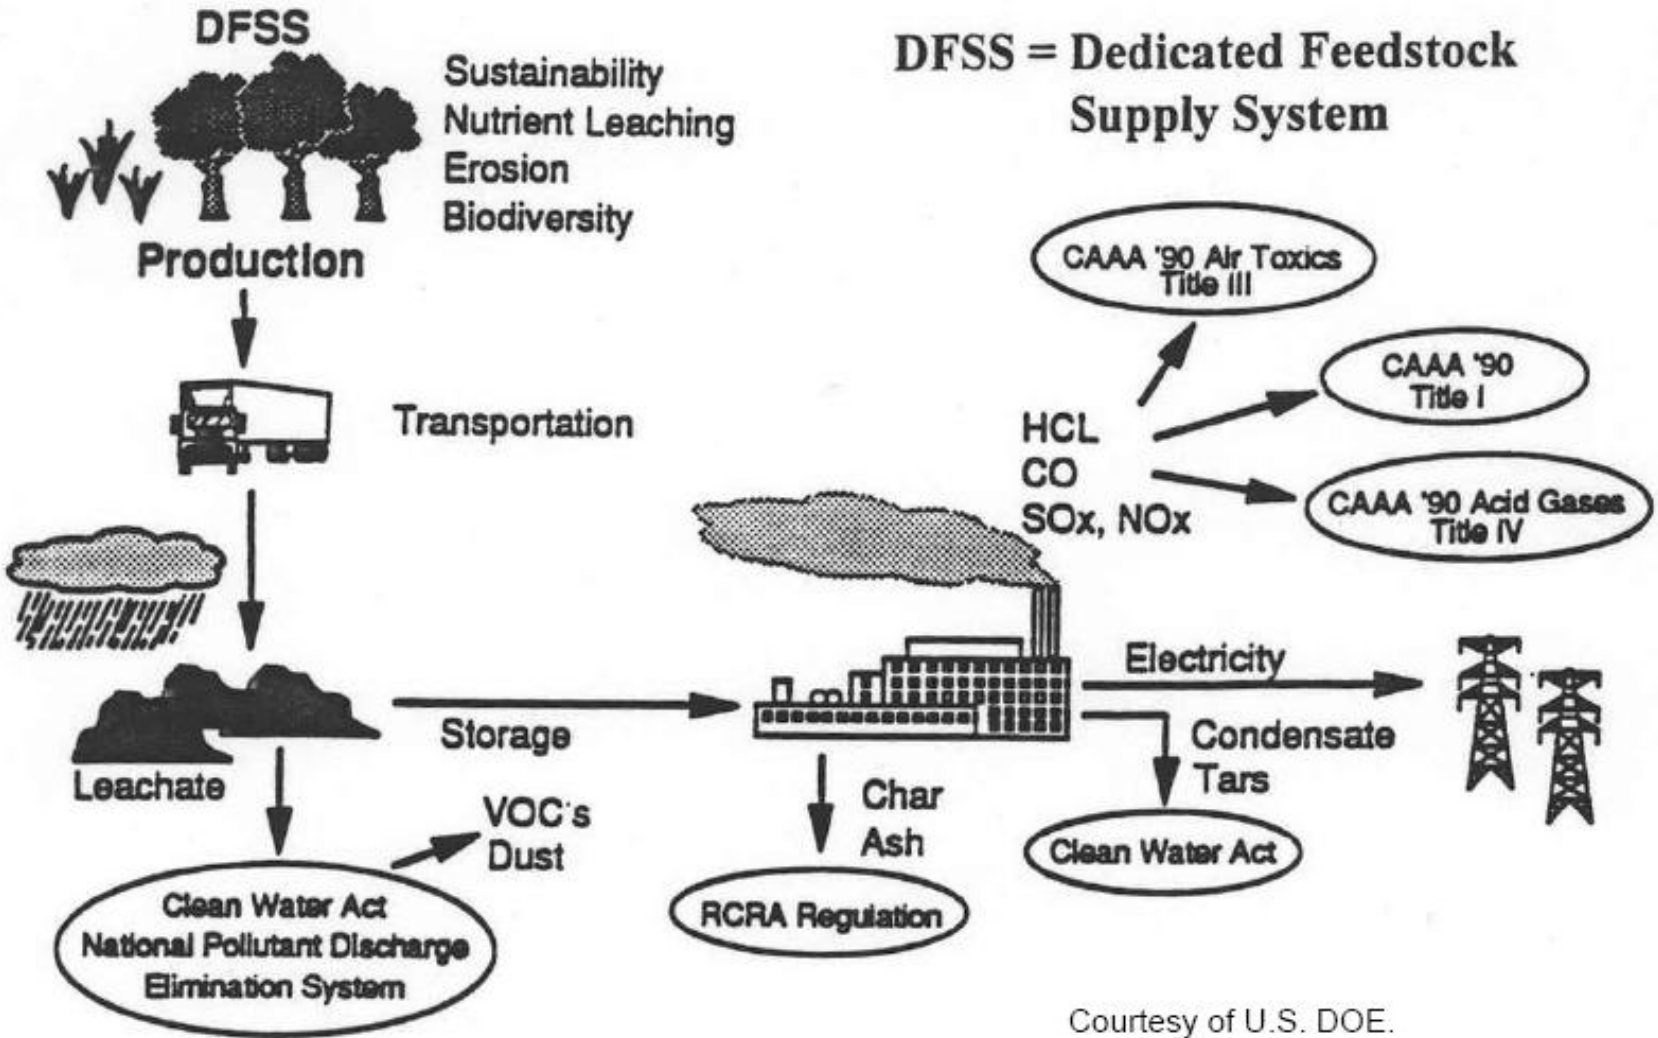 DFSS
Sustainability
Nutrient Leaching
Erosion
Biodiversity
Production
DFSS = Dedicated Feedstock
Supply System
CAAA '90 Air Toxics
Title III
CAAA '90
Title I
HCL
CO
SOx, NOx
CAAA '90 Acid Gases
Title IV
Transportation
Electricity
Storage
Condensate
Tars
Leachate
VOC's
Dust
Char
Ash
Clean Water Act
RCRA Regulation
Clean Water Act
National Pollutant Discharge
Elimination System
Courtesy of U.S. DOE.